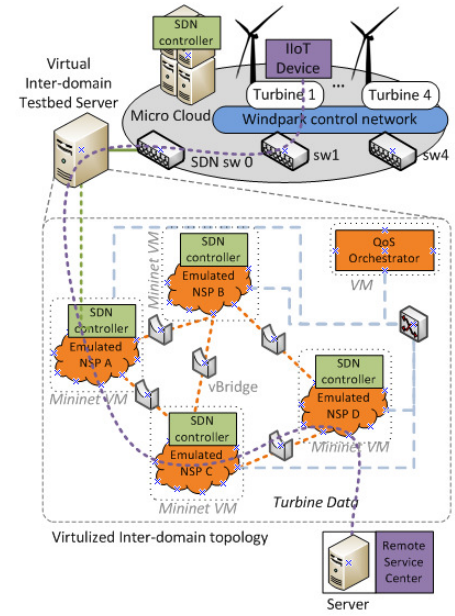 SDN
controller
IIoT
Device
Virtual
Inter-domain
Testbed Server
Turbine 1
...
Turbine 4
Micro Cloud
Windpark control network
SDN sw 0
sw1
sw4
Mininet VM
SDN
controller
Emulated
NSP B
QoS
Orchestrator
VM
SDN
controller
Emulated
NSP A
Mininet VM
vBridge
SDN
controller
Emulated
NSP D
Mininet VM
SDN
controller
Emulated
NSP C
Mininet VM
Turbine Data
Virtulized Inter-domain topology
Remote
Service
Center
Server